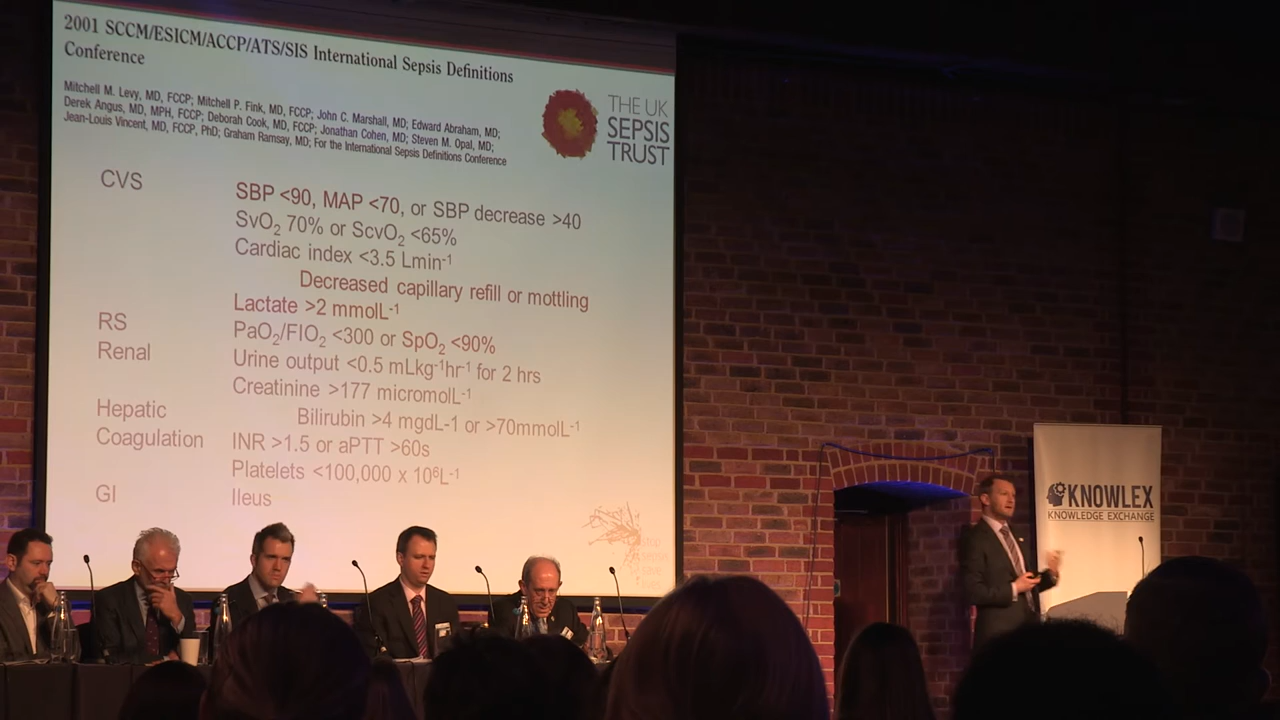 2001 SCCM/ESICM/ACCP/ATS/SIS International Sepsis Definitions
Conference
Mitchell M. Levy, MD, FCCP; Mitchell P. Fink, MD, FCCP; John C. Marshall, MD; Edward Abraham, MD;
Derek Angus, MD, MPH, FCCP; Deborah Cook, MD, FCCP; Jonathan Cohen, MD; Steven M. Opal, MD;
Jean-Louis Vincent, MD, FCCP, PhD; Graham Ramsay, MD; For the International Sepsis Definitions Conference
THE UK
SEPSIS
TRUST
CVS SBP <90, MAP <70, or SBP decrease >40
SvO₂ 70% or ScvO₂ <65%
Cardiac index <3.5 Lmin⁻¹
Decreased capillary refill or mottling
Lactate >2 mmolL⁻¹
RS PaO₂/FIO₂ <300 or SpO₂ <90%
Renal Urine output <0.5 mLkg⁻¹hr⁻¹ for 2 hrs
Creatinine >177 micromolL⁻¹
Hepatic Bilirubin >4 mgdL-1 or >70mmolL⁻¹
Coagulation INR >1.5 or aPTT >60s
Platelets <100,000 x 10⁶L⁻¹
GI Ileus
KNOWLEX
KNOWLEDGE EXCHANGE